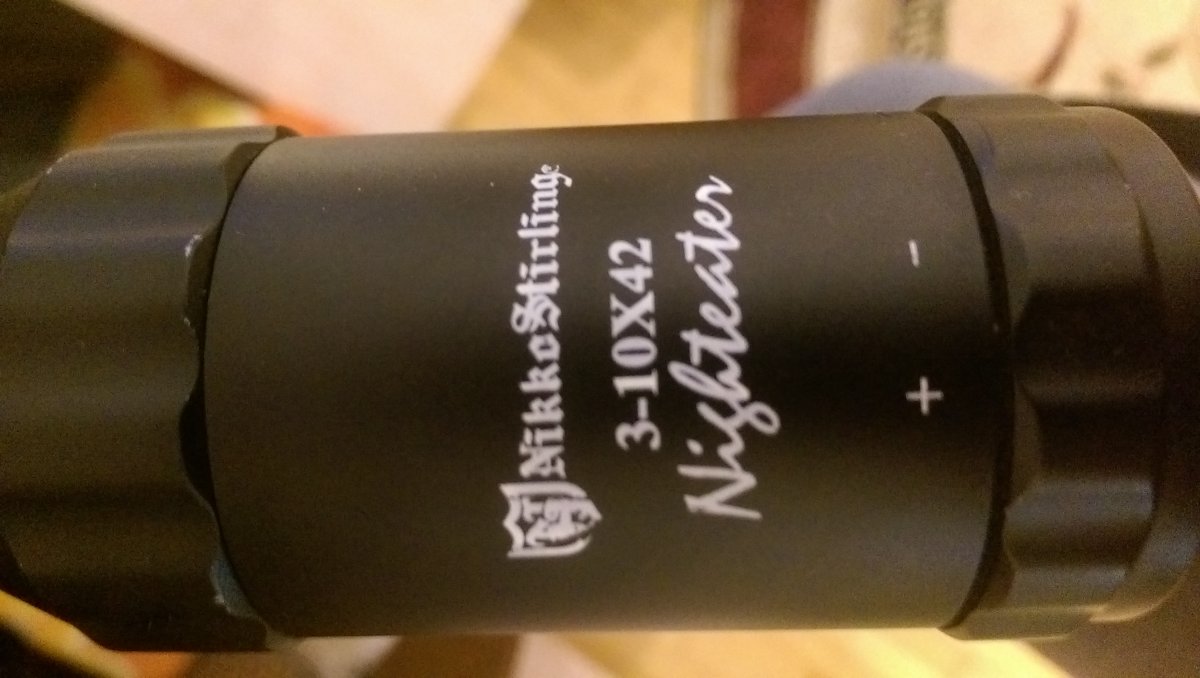 NikkoStirling
3-10X42
Nighteater
- +